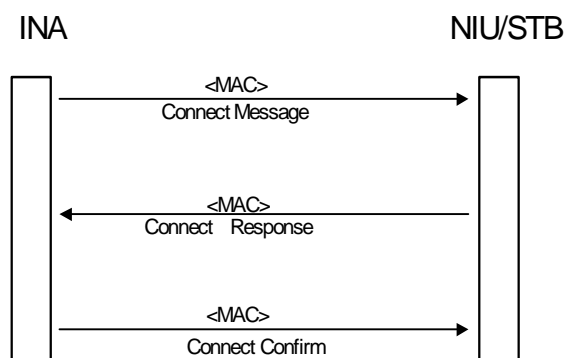 INA NIU/STB
<MAC>
Connect Message
<MAC>
Connect Response
<MAC>
Connect Confirm